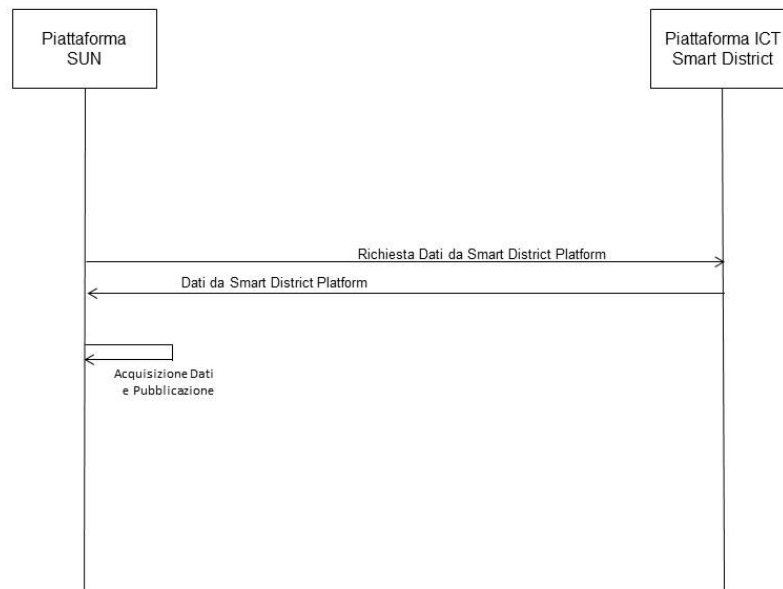 Piattaforma
SUN
Piattaforma ICT
Smart District
Richiesta Dati da Smart District Platform
Dati da Smart District Platform
Acquisizione Dati
e Pubblicazione